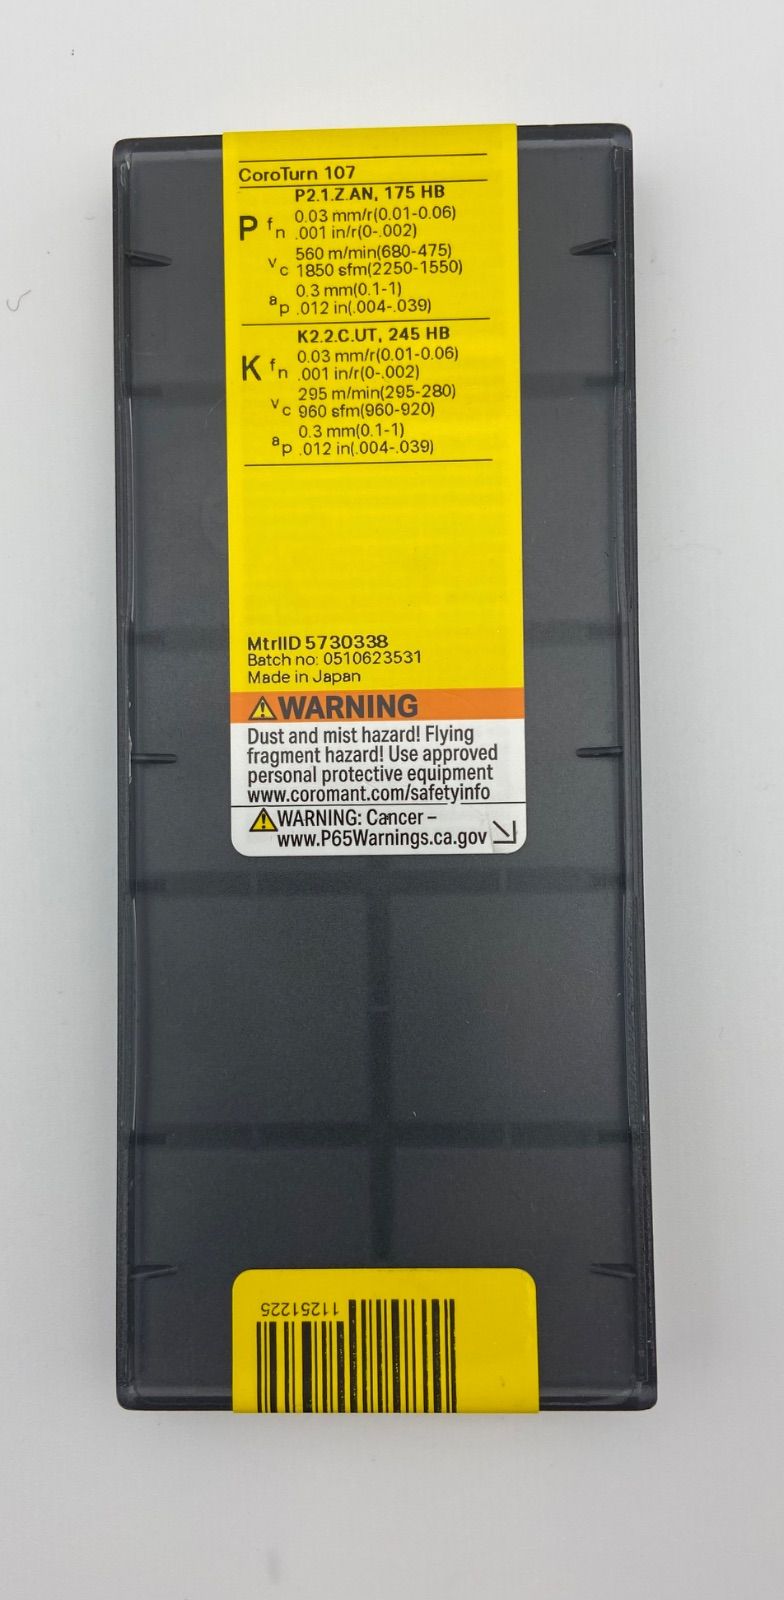 CoroTurn 107
P2.1.Z.AN, 175 HB
P fn 0.03 mm/r(0.01-0.06)
.001 in/r(0-.002)
vc 560 m/min(680-475)
1850 sfm(2250-1550)
ap 0.3 mm(0.1-1)
.012 in(.004-.039)
K2.2.C.UT, 245 HB
K fn 0.03 mm/r(0.01-0.06)
.001 in/r(0-.002)
vc 295 m/min(295-280)
960 sfm(960-920)
ap 0.3 mm(0.1-1)
.012 in(.004-.039)
MtrlID 5730338
Batch no: 0510623531
Made in Japan
WARNING
Dust and mist hazard! Flying
fragment hazard! Use approved
personal protective equipment
www.coromant.com/safetyinfo
WARNING: Cancer –
www.P65Warnings.ca.gov
11251225